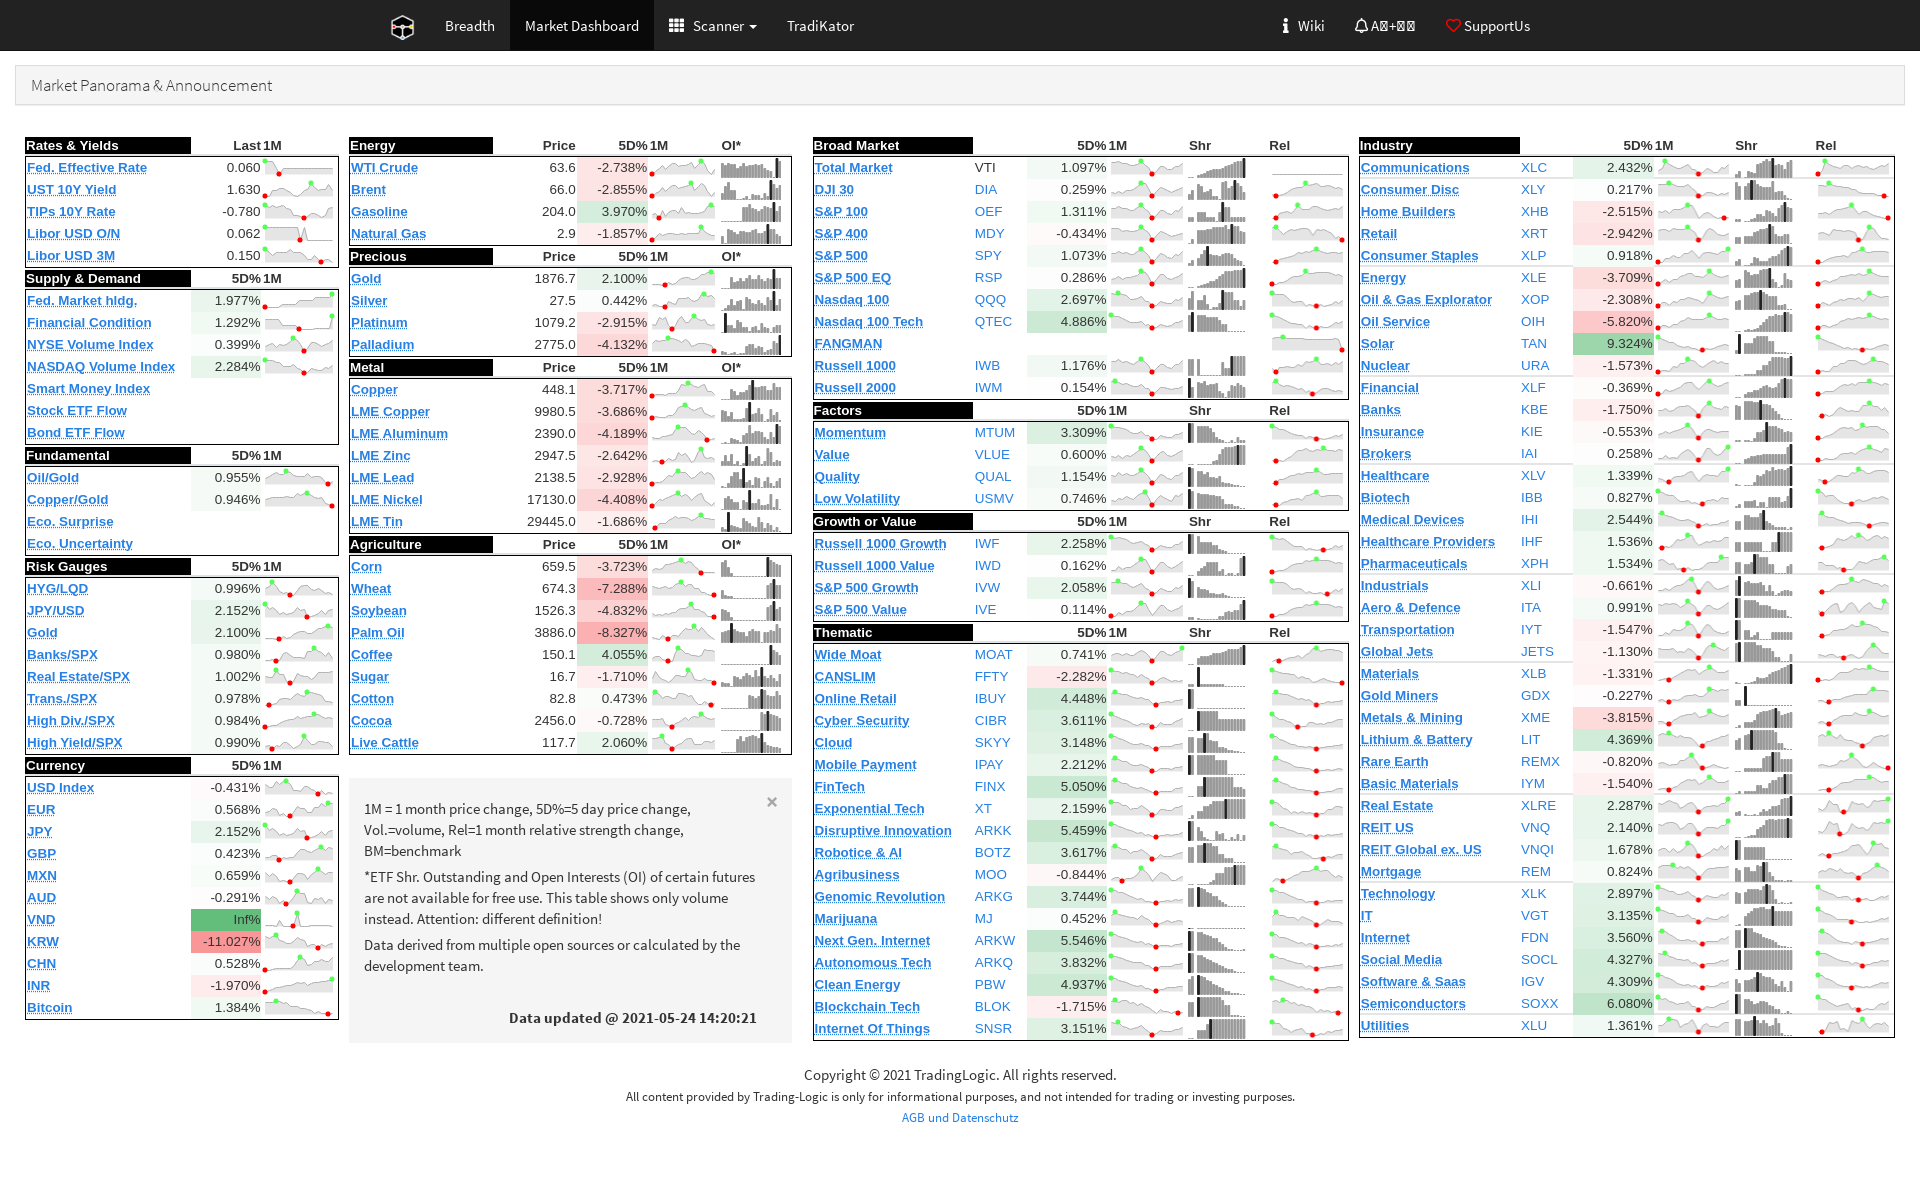 Breadth Market Dashboard Scanner TradiKator Wiki SupportUs
Market Panorama & Announcement
Rates & Yields Last 1M
Fed. Effective Rate 0.060
UST 10Y Yield 1.630
TIPs 10Y Rate -0.780
Libor USD O/N 0.062
Libor USD 3M 0.150
Supply & Demand 5D% 1M
Fed. Market hldg. 1.977%
Financial Condition 1.292%
NYSE Volume Index 0.399%
NASDAQ Volume Index 2.284%
Smart Money Index
Stock ETF Flow
Bond ETF Flow
Fundamental 5D% 1M
Oil/Gold 0.955%
Copper/Gold 0.946%
Eco. Surprise
Eco. Uncertainty
Risk Gauges 5D% 1M
HYG/LQD 0.996%
JPY/USD 2.152%
Gold 2.100%
Banks/SPX 0.980%
Real Estate/SPX 1.002%
Trans./SPX 0.978%
High Div./SPX 0.984%
High Yield/SPX 0.990%
Currency 5D% 1M
USD Index -0.431%
EUR 0.568%
JPY 2.152%
GBP 0.423%
MXN 0.659%
AUD -0.291%
VND Inf%
KRW -11.027%
CHN 0.528%
INR -1.970%
Bitcoin 1.384%
Energy Price 5D% 1M OI*
WTI Crude 63.6 -2.738%
Brent 66.0 -2.855%
Gasoline 204.0 3.970%
Natural Gas 2.9 -1.857%
Precious Price 5D% 1M OI*
Gold 1876.7 2.100%
Silver 27.5 0.442%
Platinum 1079.2 -2.915%
Palladium 2775.0 -4.132%
Metal Price 5D% 1M OI*
Copper 448.1 -3.717%
LME Copper 9980.5 -3.686%
LME Aluminum 2390.0 -4.189%
LME Zinc 2947.5 -2.642%
LME Lead 2138.5 -2.928%
LME Nickel 17130.0 -4.408%
LME Tin 29445.0 -1.686%
Agriculture Price 5D% 1M OI*
Corn 659.5 -3.723%
Wheat 674.3 -7.288%
Soybean 1526.3 -4.832%
Palm Oil 3886.0 -8.327%
Coffee 150.1 4.055%
Sugar 16.7 -1.710%
Cotton 82.8 0.473%
Cocoa 2456.0 -0.728%
Live Cattle 117.7 2.060%
×
1M = 1 month price change, 5D%=5 day price change,
Vol.=volume, Rel=1 month relative strength change,
BM=benchmark
*ETF Shr. Outstanding and Open Interests (OI) of certain futures
are not available for free use. This table shows only volume
instead. Attention: different definition!
Data derived from multiple open sources or calculated by the
development team.
Data updated @ 2021-05-24 14:20:21
Broad Market 5D% 1M Shr Rel
Total Market VTI 1.097%
DJI 30 DIA 0.259%
S&P 100 OEF 1.311%
S&P 400 MDY -0.434%
S&P 500 SPY 1.073%
S&P 500 EQ RSP 0.286%
Nasdaq 100 QQQ 2.697%
Nasdaq 100 Tech QTEC 4.886%
FANGMAN
Russell 1000 IWB 1.176%
Russell 2000 IWM 0.154%
Factors 5D% 1M Shr Rel
Momentum MTUM 3.309%
Value VLUE 0.600%
Quality QUAL 1.154%
Low Volatility USMV 0.746%
Growth or Value 5D% 1M Shr Rel
Russell 1000 Growth IWF 2.258%
Russell 1000 Value IWD 0.162%
S&P 500 Growth IVW 2.058%
S&P 500 Value IVE 0.114%
Thematic 5D% 1M Shr Rel
Wide Moat MOAT 0.741%
CANSLIM FFTY -2.282%
Online Retail IBUY 4.448%
Cyber Security CIBR 3.611%
Cloud SKYY 3.148%
Mobile Payment IPAY 2.212%
FinTech FINX 5.050%
Exponential Tech XT 2.159%
Disruptive Innovation ARKK 5.459%
Robotice & AI BOTZ 3.617%
Agribusiness MOO -0.844%
Genomic Revolution ARKG 3.744%
Marijuana MJ 0.452%
Next Gen. Internet ARKW 5.546%
Autonomous Tech ARKQ 3.832%
Clean Energy PBW 4.937%
Blockchain Tech BLOK -1.715%
Internet Of Things SNSR 3.151%
Industry 5D% 1M Shr Rel
Communications XLC 2.432%
Consumer Disc XLY 0.217%
Home Builders XHB -2.515%
Retail XRT -2.942%
Consumer Staples XLP 0.918%
Energy XLE -3.709%
Oil & Gas Explorator XOP -2.308%
Oil Service OIH -5.820%
Solar TAN 9.324%
Nuclear URA -1.573%
Financial XLF -0.369%
Banks KBE -1.750%
Insurance KIE -0.553%
Brokers IAI 0.258%
Healthcare XLV 1.339%
Biotech IBB 0.827%
Medical Devices IHI 2.544%
Healthcare Providers IHF 1.536%
Pharmaceuticals XPH 1.534%
Industrials XLI -0.661%
Aero & Defence ITA 0.991%
Transportation IYT -1.547%
Global Jets JETS -1.130%
Materials XLB -1.331%
Gold Miners GDX -0.227%
Metals & Mining XME -3.815%
Lithium & Battery LIT 4.369%
Rare Earth REMX -0.820%
Basic Materials IYM -1.540%
Real Estate XLRE 2.287%
REIT US VNQ 2.140%
REIT Global ex. US VNQI 1.678%
Mortgage REM 0.824%
Technology XLK 2.897%
IT VGT 3.135%
Internet FDN 3.560%
Social Media SOCL 4.327%
Software & Saas IGV 4.309%
Semiconductors SOXX 6.080%
Utilities XLU 1.361%
Copyright © 2021 TradingLogic. All rights reserved.
All content provided by Trading-Logic is only for informational purposes, and not intended for trading or investing purposes.
AGB und Datenschutz